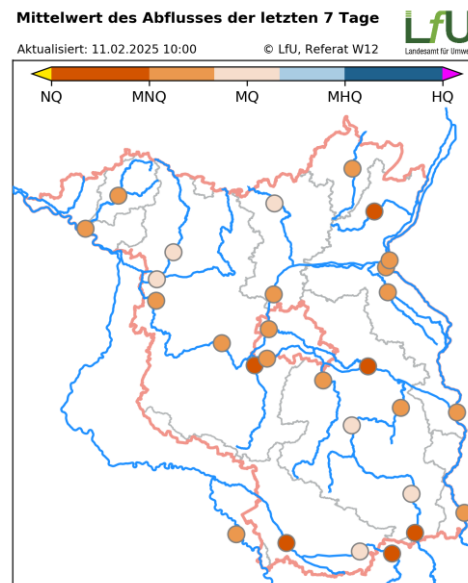 Mittelwert des Abflusses der letzten 7 Tage
LfU
Aktualisiert: 11.02.2025 10:00
© LfU, Referat W12
Landesamt für Umwe
NQ
MNQ
MQ
MHQ
HQ